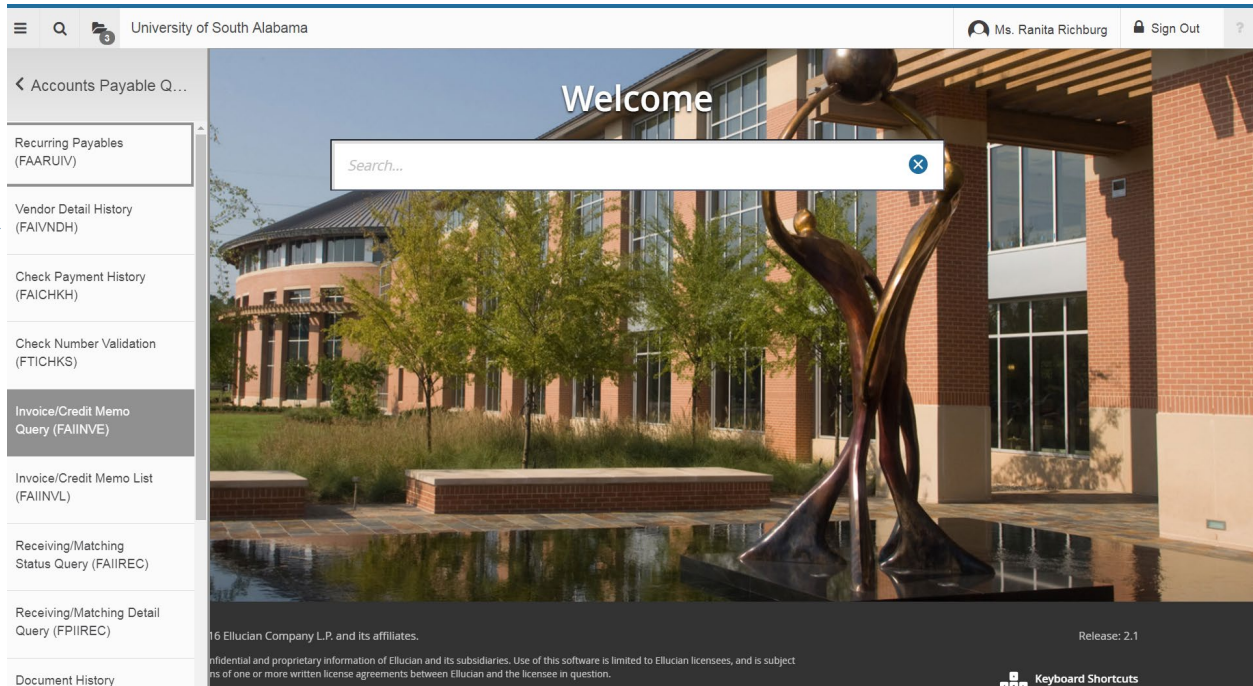 3
University of South Alabama
Ms. Ranita Richburg
Sign Out
?
Accounts Payable Q...
Recurring Payables
(FAARUIV)
Vendor Detail History
(FAIVNDH)
Check Payment History
(FAICHKH)
Check Number Validation
(FTICHKS)
Invoice/Credit Memo
Query (FAIINVE)
Invoice/Credit Memo List
(FAIINVL)
Receiving/Matching
Status Query (FAIIREC)
Receiving/Matching Detail
Query (FPIIREC)
Document History
Welcome
Search...
16 Ellucian Company L.P. and its affiliates.
Release: 2.1
nfidential and proprietary information of Ellucian and its subsidiaries. Use of this software is limited to Ellucian licensees, and is subject
ns of one or more written license agreements between Ellucian and the licensee in question.
Keyboard Shortcuts